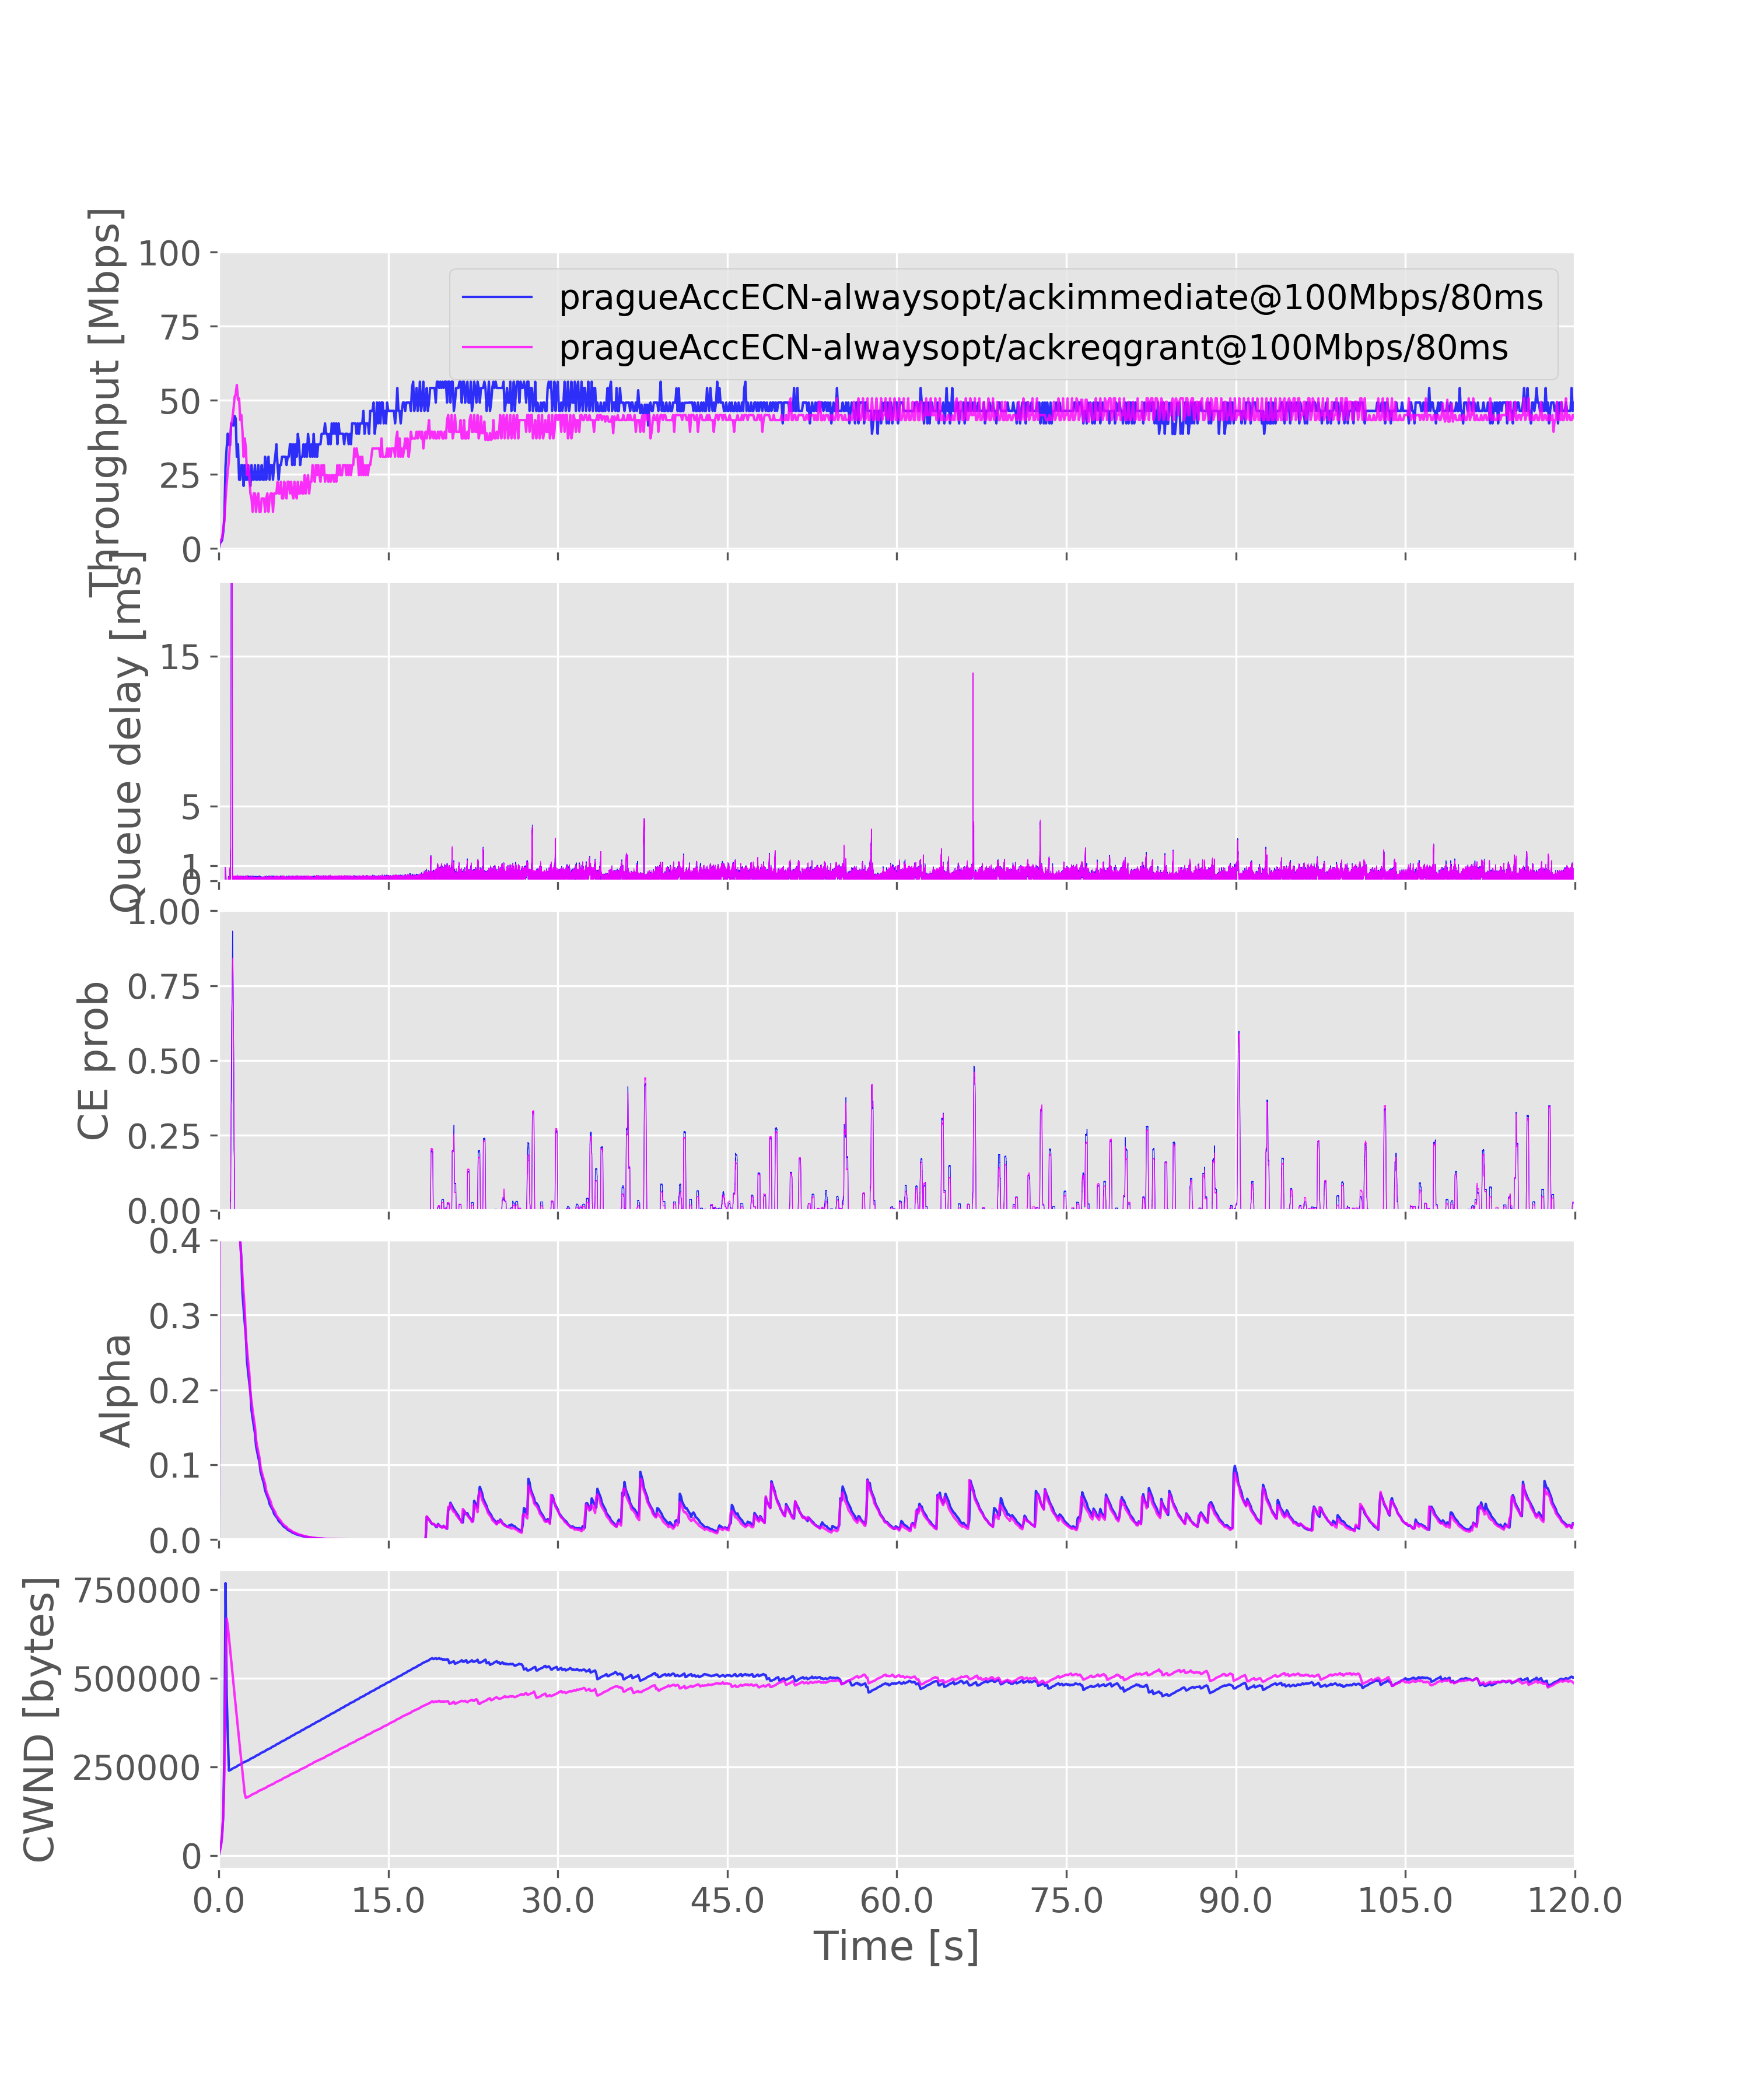 Throughput [Mbps]
100
75
50
25
0
pragueAccECN-alwaysopt/ackimmediate@100Mbps/80ms
pragueAccECN-alwaysopt/ackreqgrant@100Mbps/80ms
Queue delay [ms]
15
5
1
0
CE prob
1.00
0.75
0.50
0.25
0.00
Alpha
0.4
0.3
0.2
0.1
0.0
CWND [bytes]
750000
500000
250000
0
0.0 15.0 30.0 45.0 60.0 75.0 90.0 105.0 120.0
Time [s]